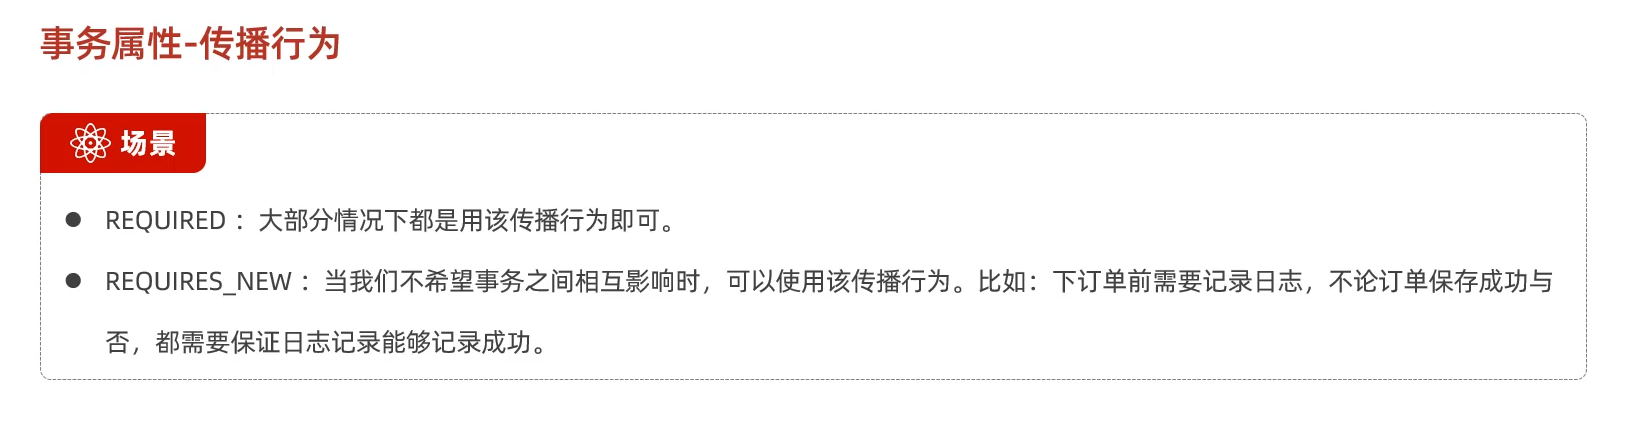 事务属性-传播行为
场景
● REQUIRED ：大部分情况下都是用该传播行为即可。
● REQUIRES_NEW ：当我们不希望事务之间相互影响时，可以使用该传播行为。比如：下订单前需要记录日志，不论订单保存成功与
否，都需要保证日志记录能够记录成功。